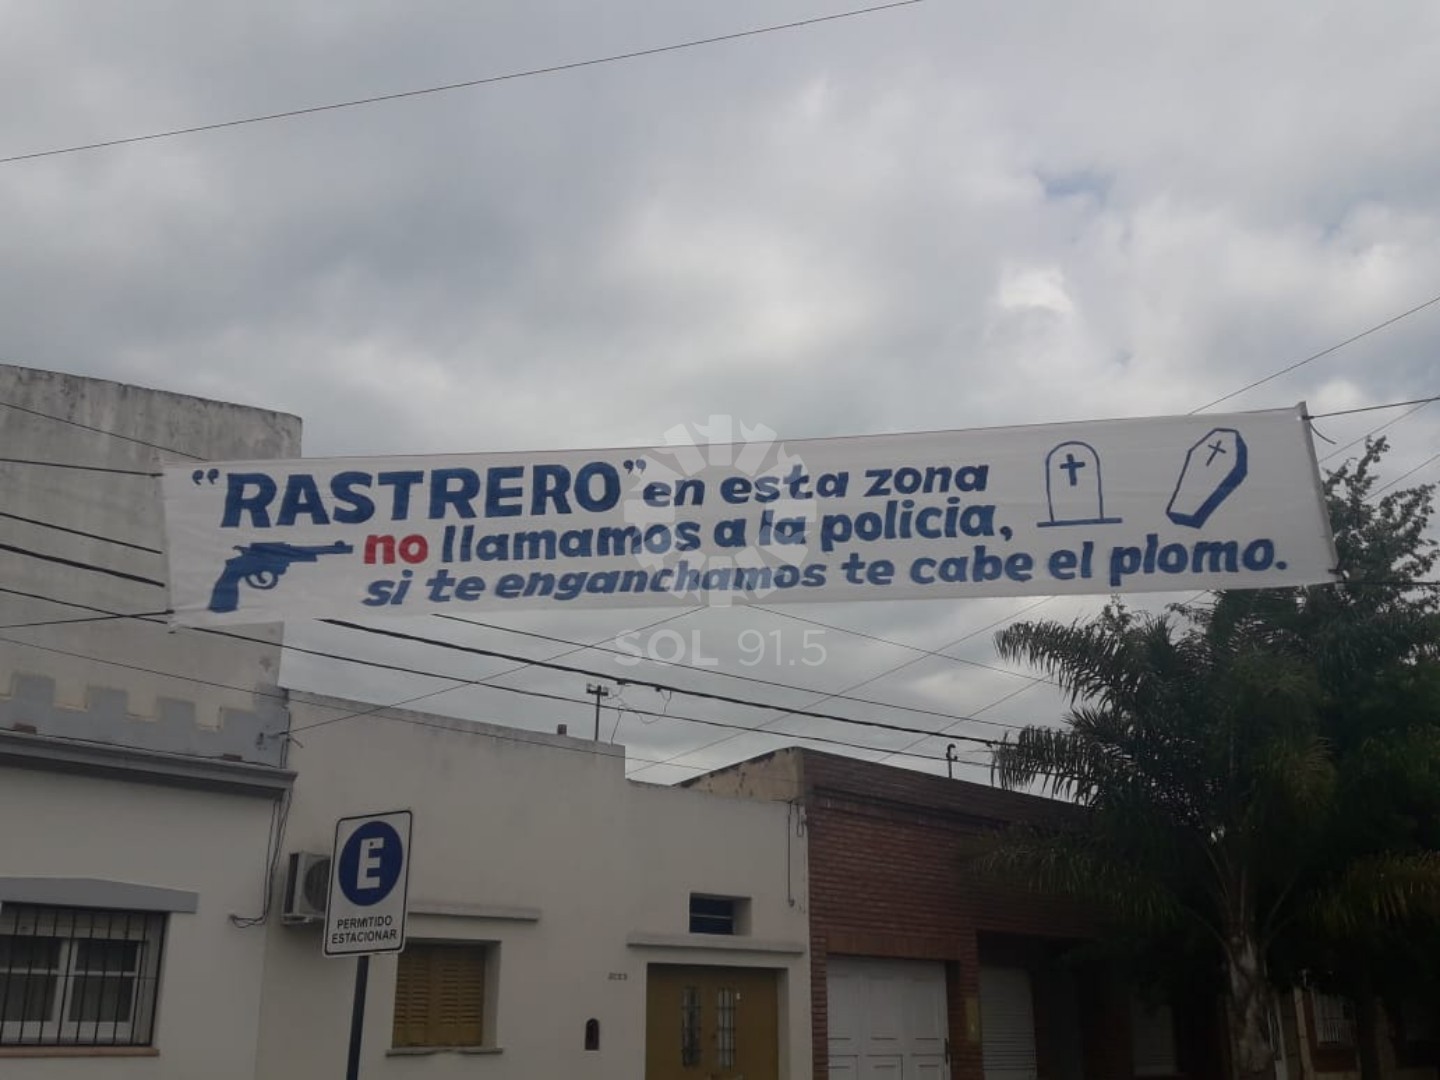 "RASTRERO" en esta zona
no llamamos a la policia,
si te enganchamos te cabe el plomo.
SOL 91.5
E
PERMITIDO
ESTACIONAR